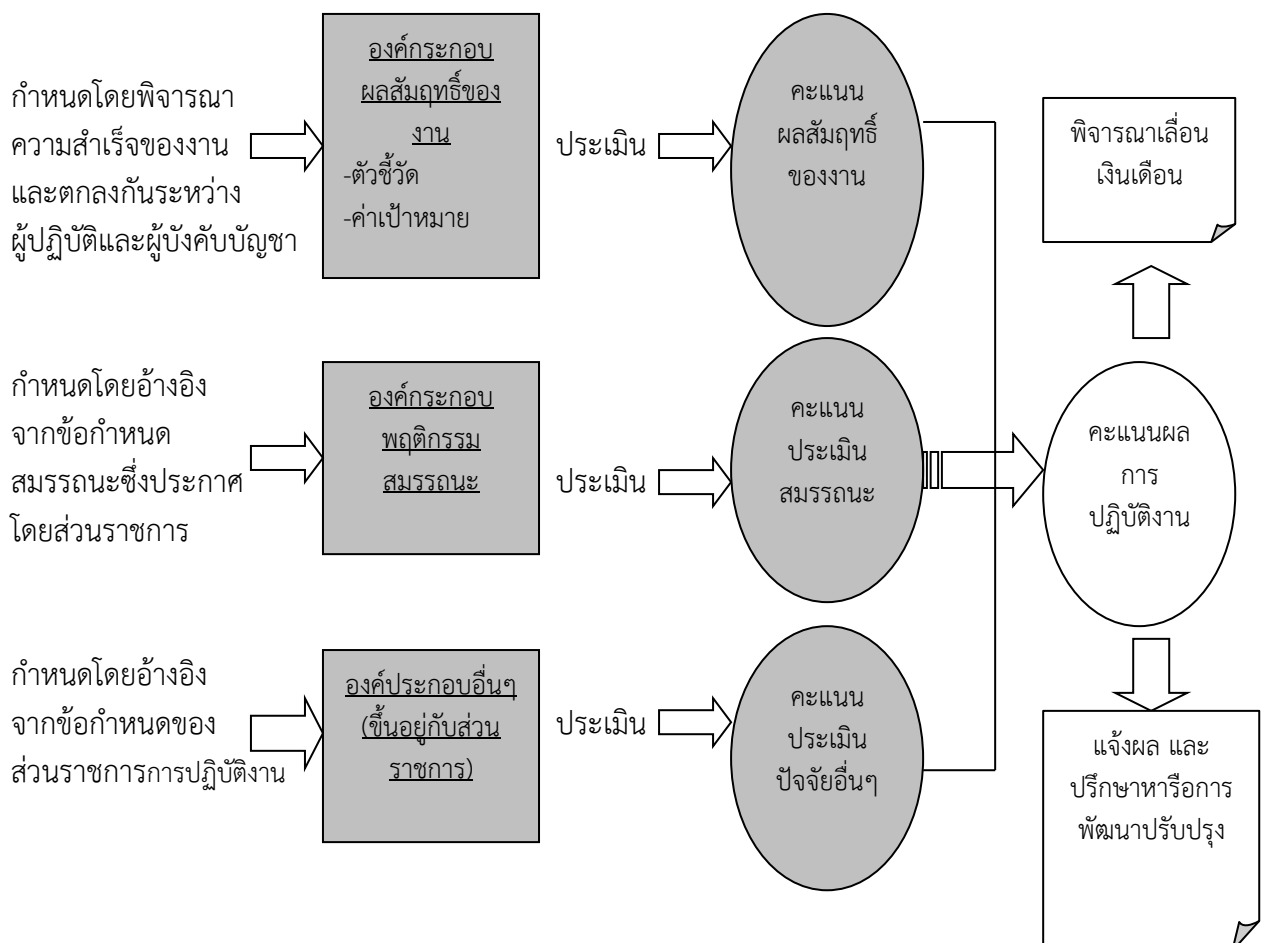 กำหนดโดยพิจารณา
ความสำเร็จของงาน
และตกลงกันระหว่าง
ผู้ปฏิบัติและผู้บังคับบัญชา
องค์กระกอบ
ผลสัมฤทธิ์ของ
งาน
-ตัวชี้วัด
-ค่าเป้าหมาย
ประเมิน
คะแนน
ผลสัมฤทธิ์
ของงาน
พิจารณาเลื่อน
เงินเดือน
กำหนดโดยอ้างอิง
จากข้อกำหนด
สมรรถนะซึ่งประกาศ
โดยส่วนราชการ
องค์กระกอบ
พฤติกรรม
สมรรถนะ
ประเมิน
คะแนน
ประเมิน
สมรรถนะ
คะแนนผล
การ
ปฏิบัติงาน
กำหนดโดยอ้างอิง
จากข้อกำหนดของ
ส่วนราชการการปฏิบัติงาน
องค์ประกอบอื่นๆ
(ขึ้นอยู่กับส่วน
ราชการ)
ประเมิน
คะแนน
ประเมิน
ปัจจัยอื่นๆ
แจ้งผล และ
ปรึกษาหารือการ
พัฒนาปรับปรุง